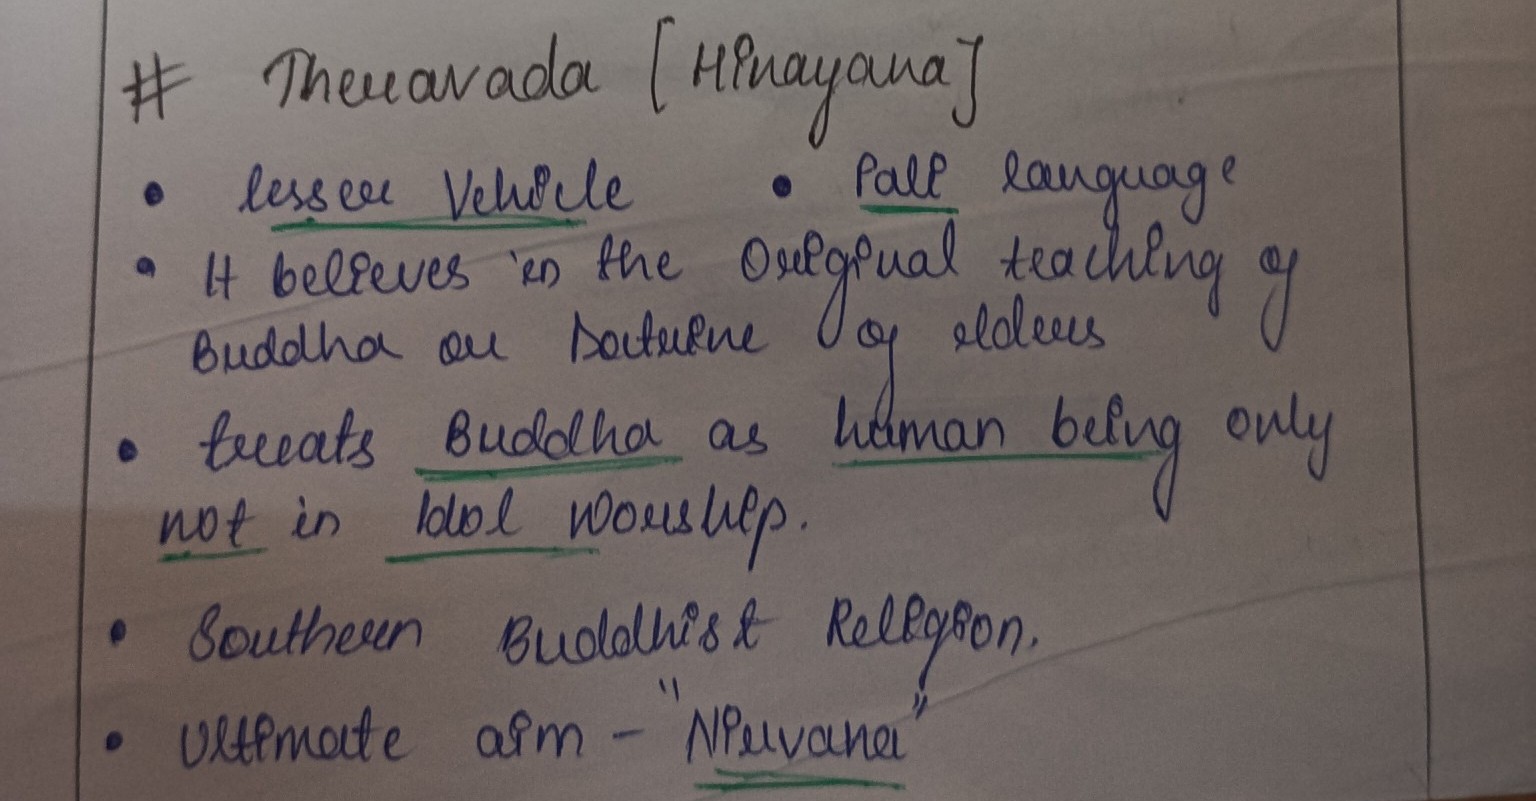 # Theravada [Hinayana]
• lesser Vehicle • Pali language
• It believes in the Original teaching of
Buddha or Doctrine of elders
• treats Buddha as human being only
not in Idol worship.
• Southern Buddhist Religion.
• Ultimate aim - "Nirvana"